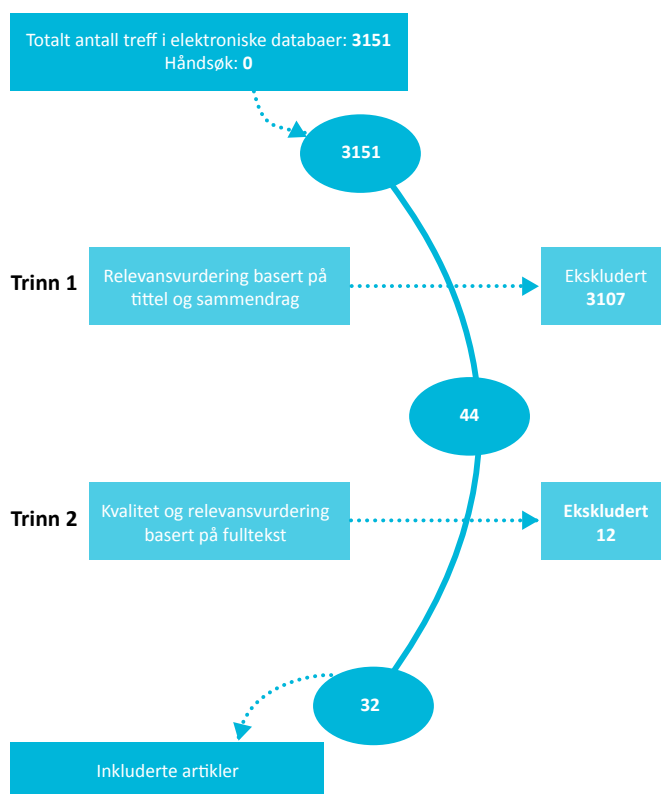 Totalt antall treff i elektroniske databaer: 3151
Håndsøk: 0
3151
Trinn 1
Relevansvurdering basert på
tittel og sammendrag
Ekskludert
3107
44
Trinn 2
Kvalitet og relevansvurdering
basert på fulltekst
Ekskludert
12
32
Inkluderte artikler